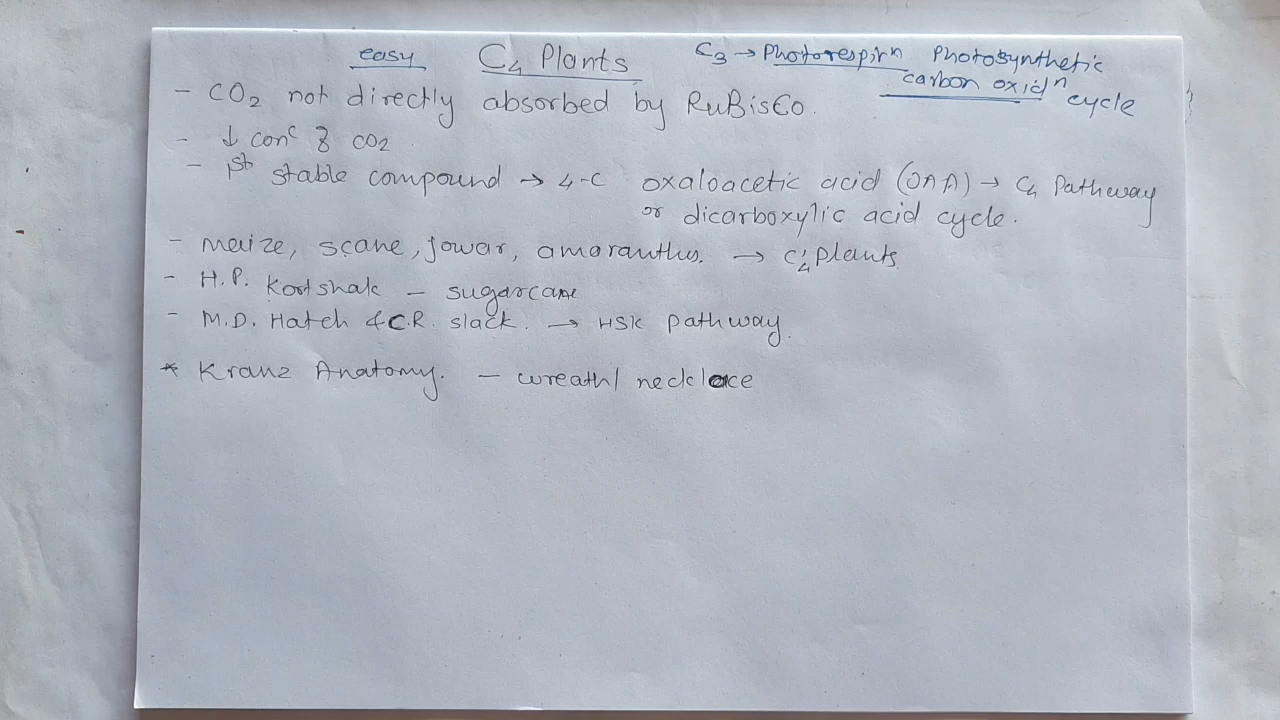 easy C₄ Plants C₃ → Photorespirⁿ Photosynthetic
carbon oxidⁿ cycle
- CO₂ not directly absorbed by RuBisCo.
- ↓ conᶜ of CO₂
- 1st stable compound → 4-C oxaloacetic acid (OAA) → C₄ Pathway
or dicarboxylic acid cycle.
- Maize, scane, jowar, amaranthus. → C₄ plants
- H.P. Kortshak - sugarcane
- M.D. Hatch & C.R. slack. → HSK pathway.
* Kranz Anatomy. - wreath/ necklace